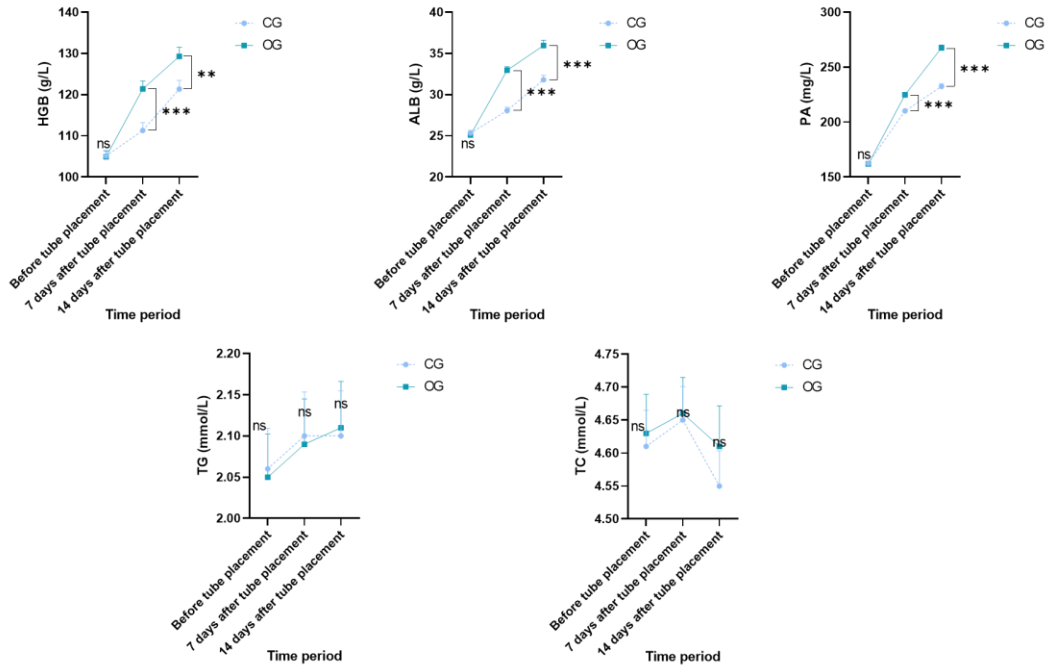 CG
OG
HGB (g/L)
140
130
120
110
100
ns
***
**
Before tube placement
7 days after tube placement
14 days after tube placement
Time period
CG
OG
ALB (g/L)
40
35
30
25
20
ns
***
***
Before tube placement
7 days after tube placement
14 days after tube placement
Time period
CG
OG
PA (mg/L)
300
250
200
150
ns
***
***
Before tube placement
7 days after tube placement
14 days after tube placement
Time period
CG
OG
TG (mmol/L)
2.20
2.15
2.10
2.05
2.00
ns
ns
ns
Before tube placement
7 days after tube placement
14 days after tube placement
Time period
CG
OG
TC (mmol/L)
4.75
4.70
4.65
4.60
4.55
4.50
ns
ns
ns
Before tube placement
7 days after tube placement
14 days after tube placement
Time period